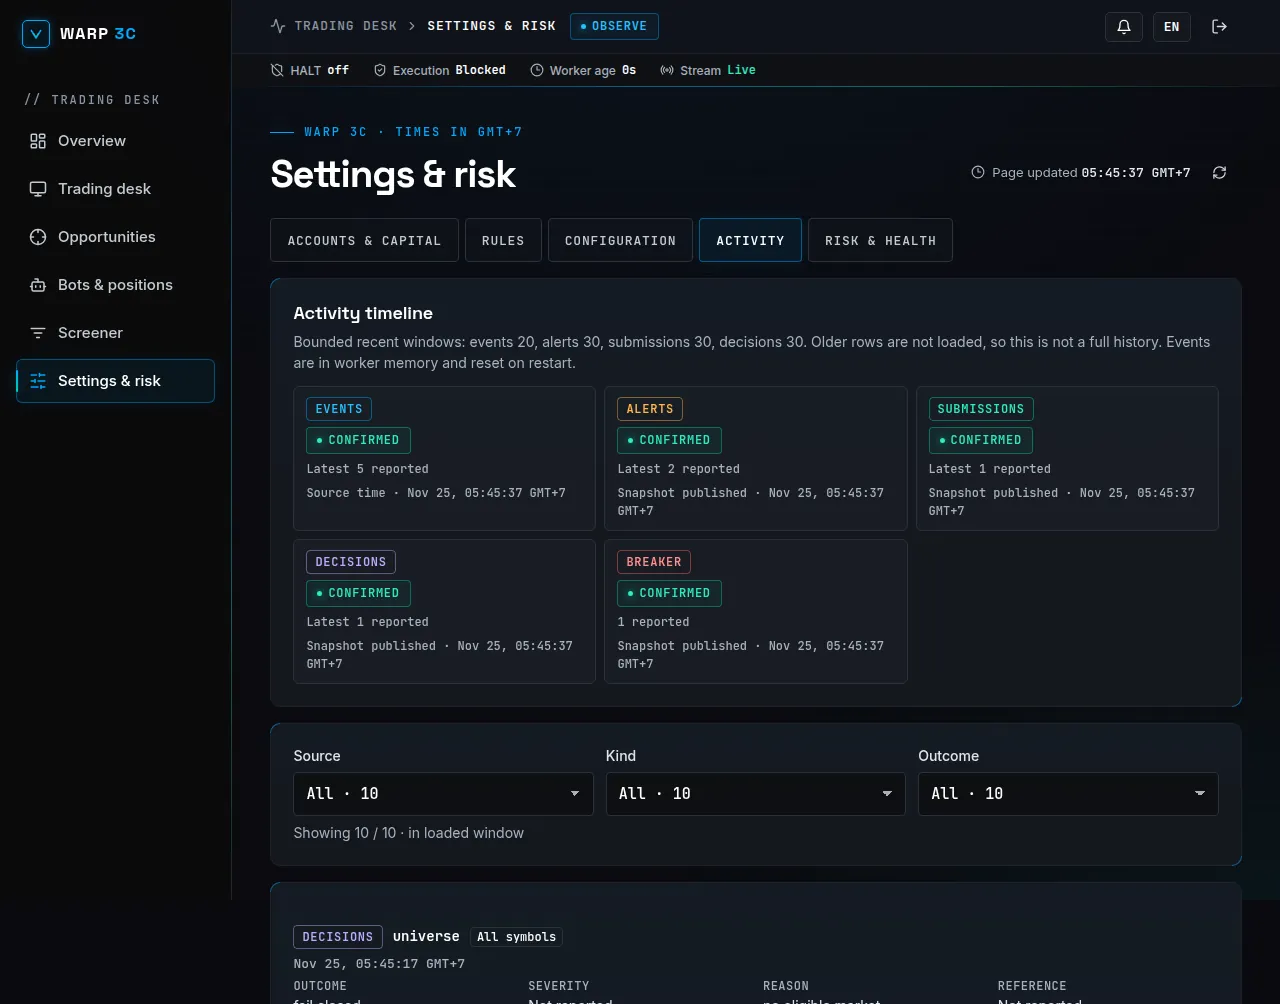 WARP 3C
TRADING DESK > SETTINGS & RISK
OBSERVE
EN
HALT off
Execution Blocked
Worker age 0s
Stream Live
// TRADING DESK
Overview
Trading desk
Opportunities
Bots & positions
Screener
Settings & risk
WARP 3C · TIMES IN GMT+7
Settings & risk
Page updated 05:45:37 GMT+7
ACCOUNTS & CAPITAL
RULES
CONFIGURATION
ACTIVITY
RISK & HEALTH
Activity timeline
Bounded recent windows: events 20, alerts 30, submissions 30, decisions 30. Older rows are not loaded, so this is not a full history. Events
are in worker memory and reset on restart.
EVENTS
CONFIRMED
Latest 5 reported
Source time · Nov 25, 05:45:37 GMT+7
ALERTS
CONFIRMED
Latest 2 reported
Snapshot published · Nov 25, 05:45:37
GMT+7
SUBMISSIONS
CONFIRMED
Latest 1 reported
Snapshot published · Nov 25, 05:45:37
GMT+7
DECISIONS
CONFIRMED
Latest 1 reported
Snapshot published · Nov 25, 05:45:37
GMT+7
BREAKER
CONFIRMED
1 reported
Snapshot published · Nov 25, 05:45:37
GMT+7
Source
All · 10
Kind
All · 10
Outcome
All · 10
Showing 10 / 10 · in loaded window
DECISIONS universe All symbols
Nov 25, 05:45:17 GMT+7
OUTCOME
SEVERITY
REASON
REFERENCE
fail closed
Not reported
no eligible market
Not reported